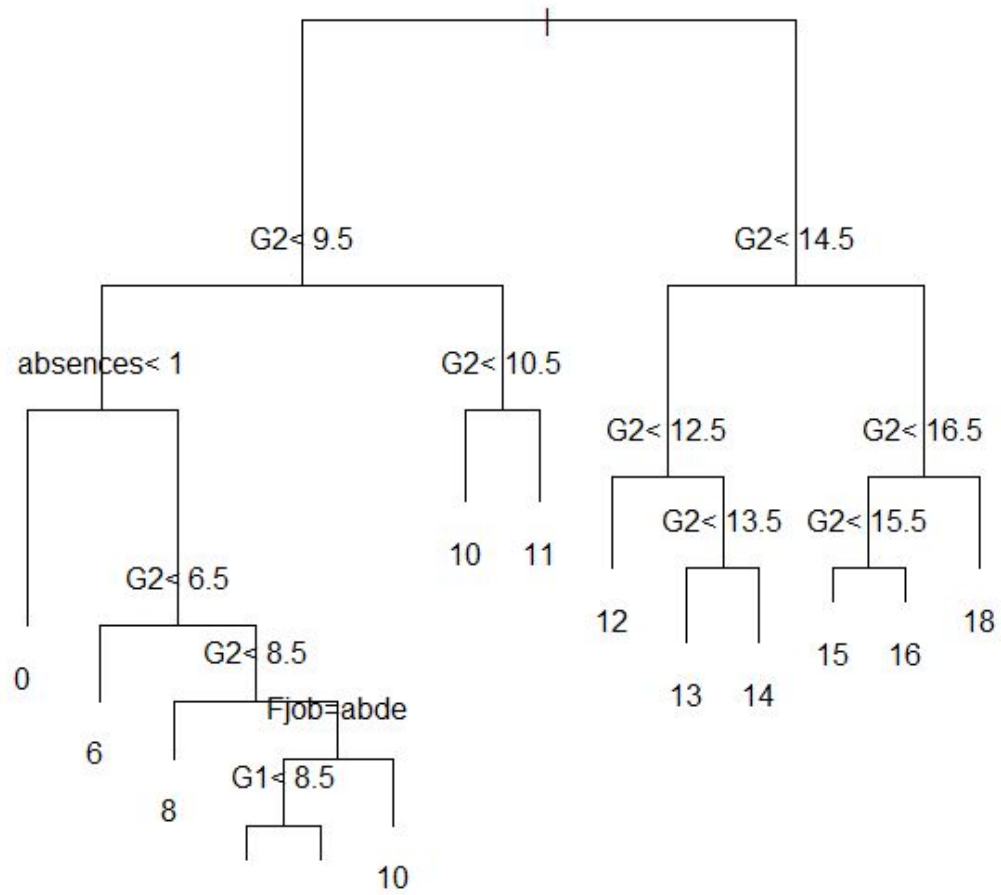 G2< 9.5
G2< 14.5
absences< 1
G2< 10.5
G2< 12.5
G2< 16.5
G2< 13.5
G2< 15.5
10
11
G2< 6.5
12
18
G2< 8.5
15
16
0
13
14
Fjob=abde
6
G1< 8.5
8
10